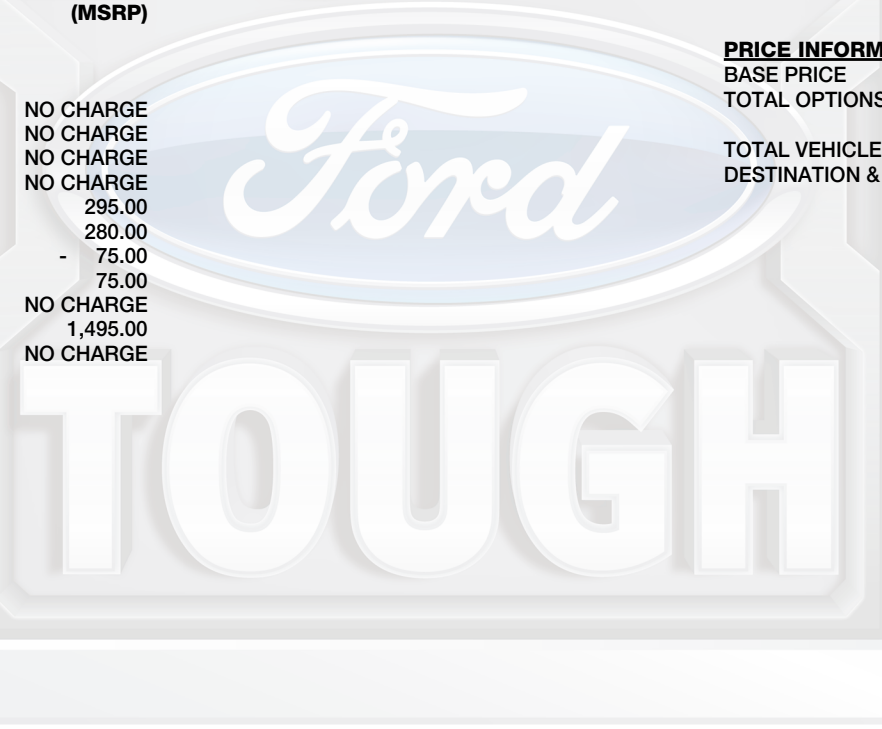 (MSRP)
NO CHARGE
NO CHARGE
NO CHARGE
NO CHARGE
295.00
280.00
- 75.00
75.00
NO CHARGE
1,495.00
NO CHARGE
PRICE INFORM
BASE PRICE
TOTAL OPTIONS
TOTAL VEHICLE
DESTINATION &
Ford
TOUGH